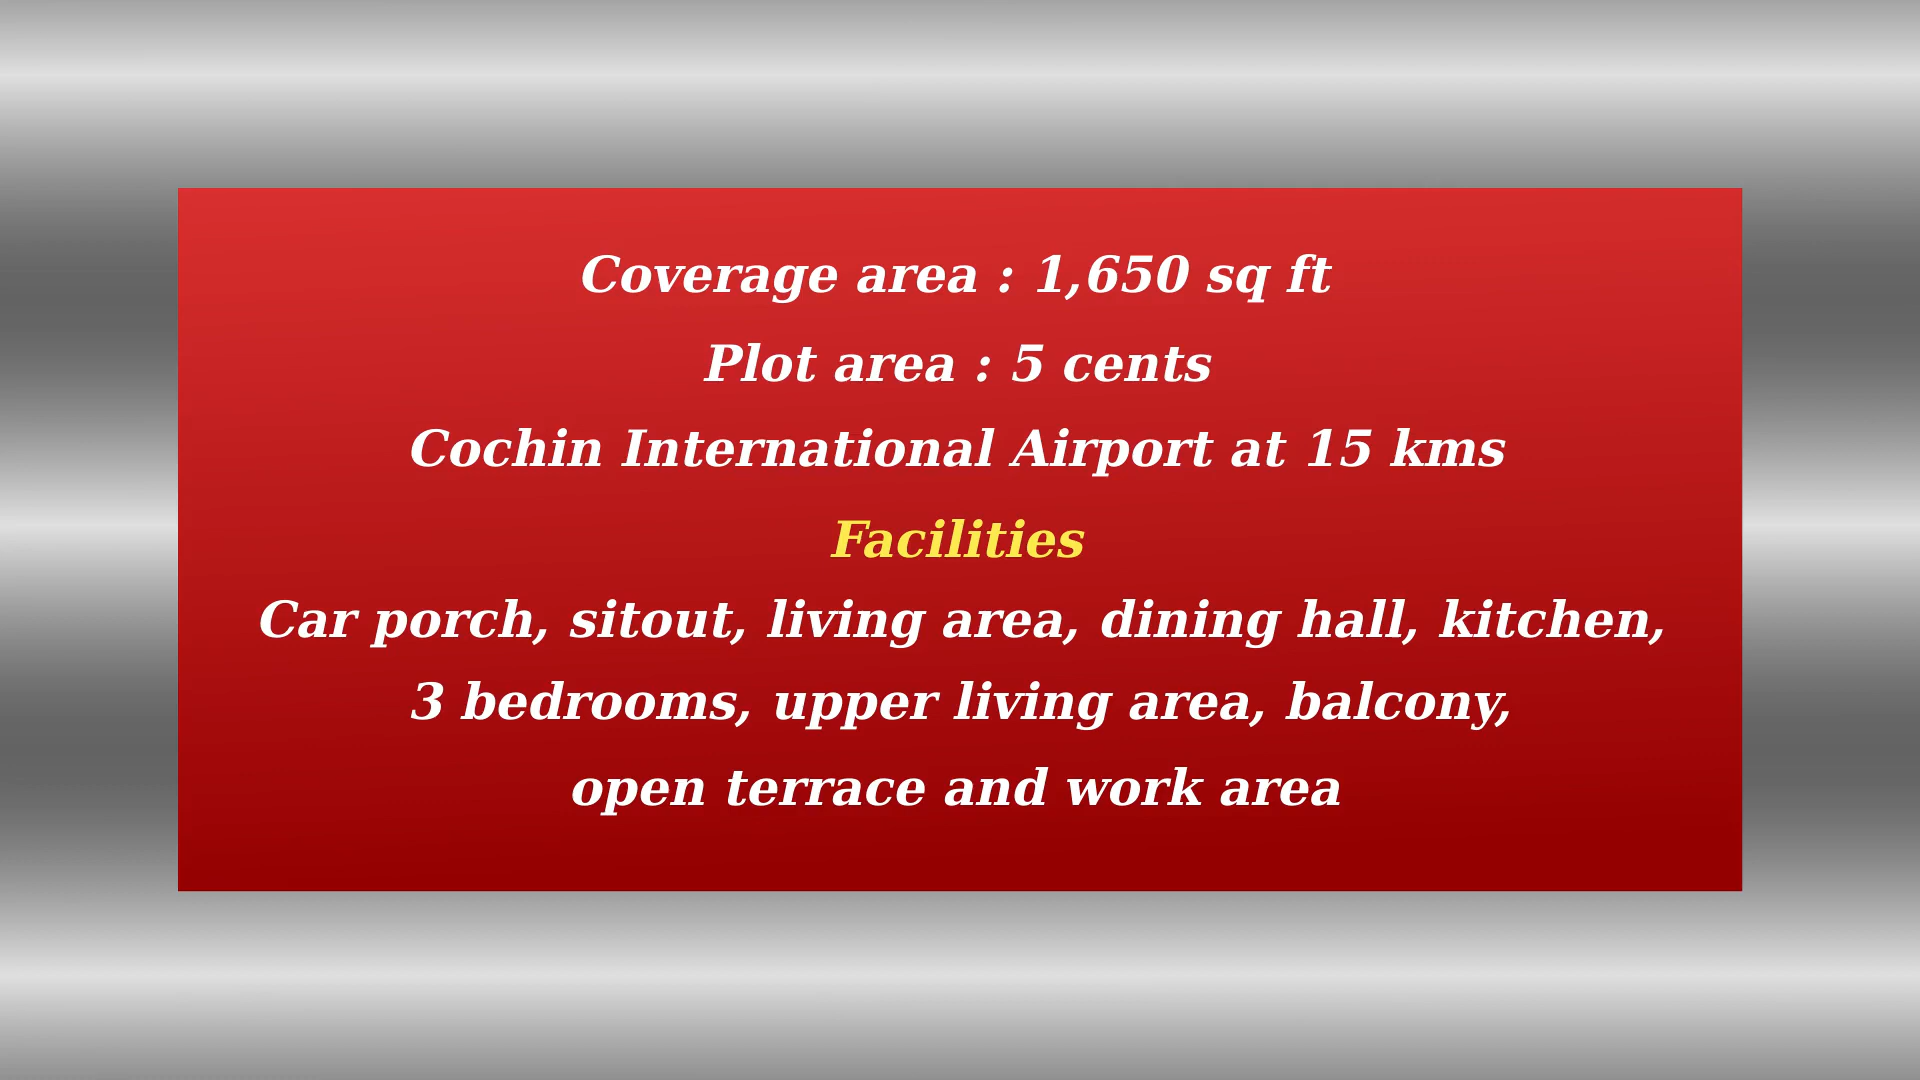 Coverage area : 1,650 sq ft
Plot area : 5 cents
Cochin International Airport at 15 kms
Facilities
Car porch, sitout, living area, dining hall, kitchen,
3 bedrooms, upper living area, balcony,
open terrace and work area